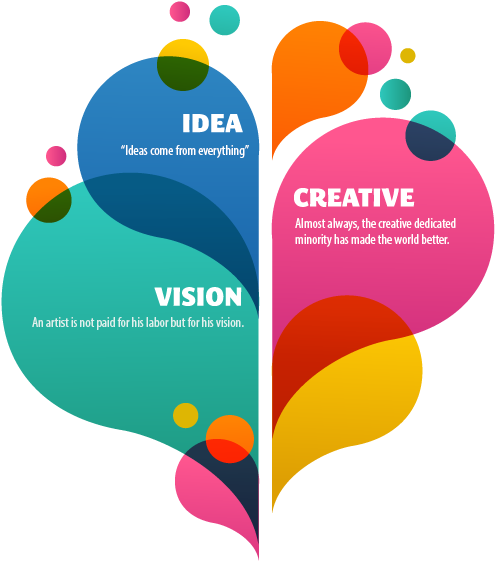 IDEA
“Ideas come from everything”
CREATIVE
Almost always, the creative dedicated
minority has made the world better.
VISION
An artist is not paid for his labor but for his vision.